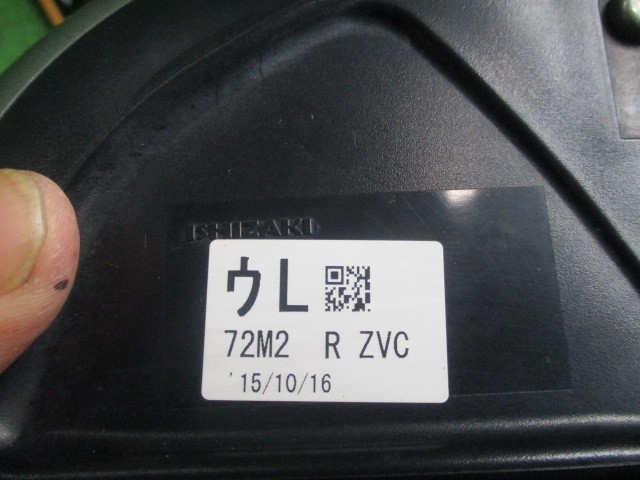 ISHIZAKI
ウL
72M2 R ZVC
'15/10/16